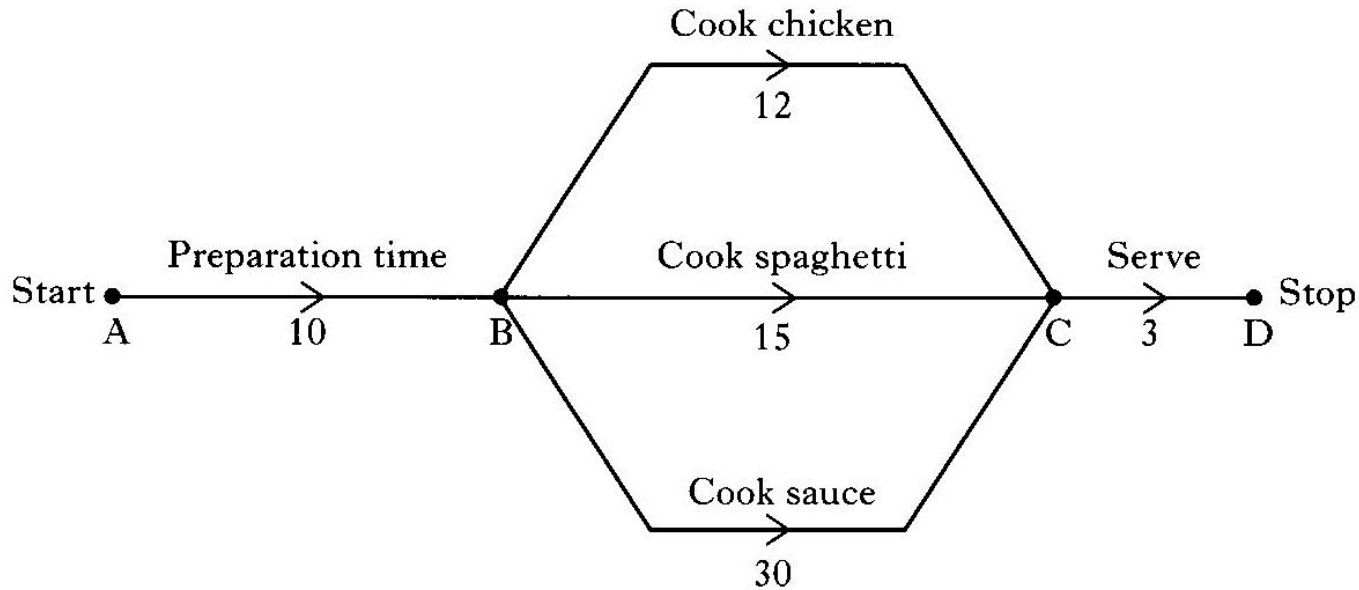 Cook chicken
12
Preparation time
Cook spaghetti
Serve
Start
Stop
A
10
B
15
C
3
D
Cook sauce
30